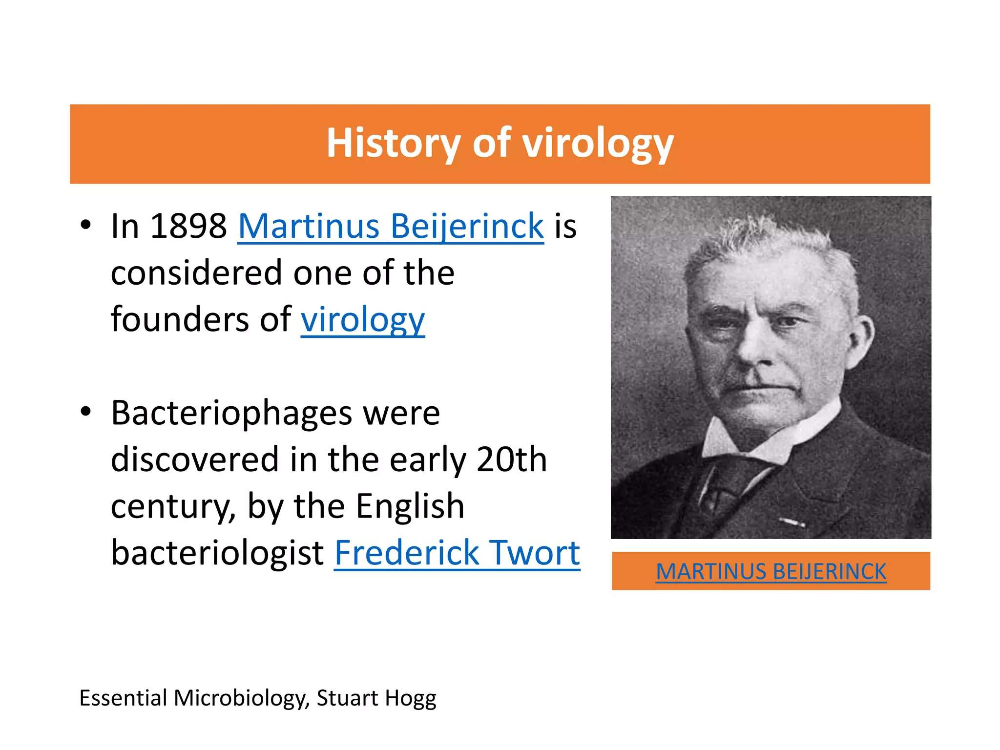 History of virology
• In 1898 Martinus Beijerinck is
considered one of the
founders of virology
• Bacteriophages were
discovered in the early 20th
century, by the English
bacteriologist Frederick Twort
MARTINUS BEIJERINCK
Essential Microbiology, Stuart Hogg